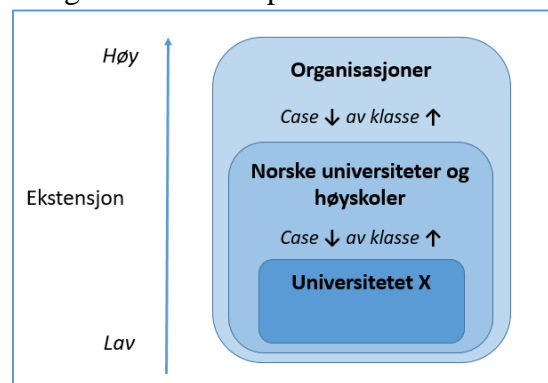 Høy
Organisasjoner
Case ↓ av klasse ↑
Norske universiteter og
høyskoler
Ekstensjon
Case ↓ av klasse ↑
Universitetet X
Lav